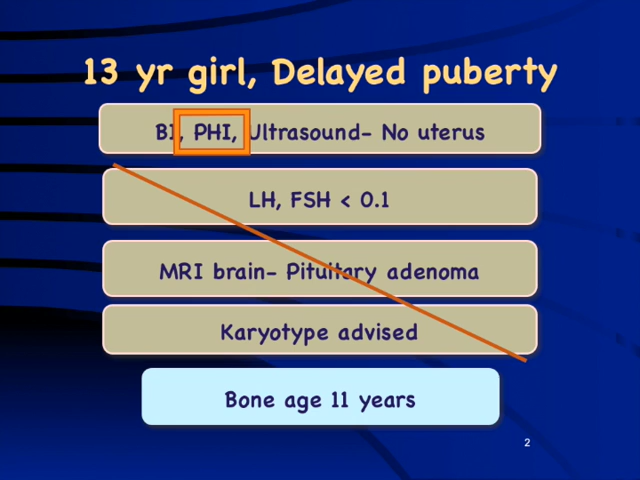 13 yr girl, Delayed puberty
B1, PHI, Ultrasound- No uterus
LH, FSH < 0.1
MRI brain- Pituitary adenoma
Karyotype advised
Bone age 11 years
2